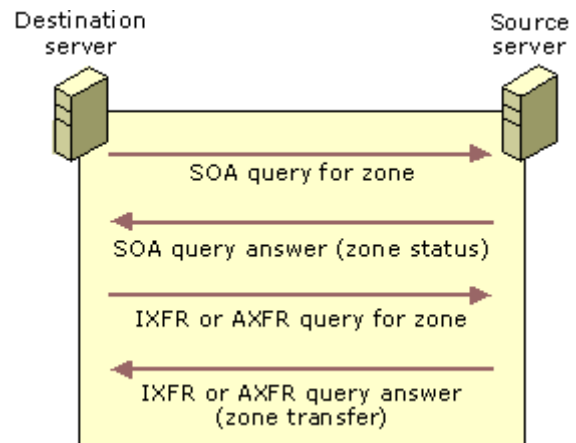 Destination
server
Source
server
SOA query for zone
SOA query answer (zone status)
IXFR or AXFR query for zone
IXFR or AXFR query answer
(zone transfer)